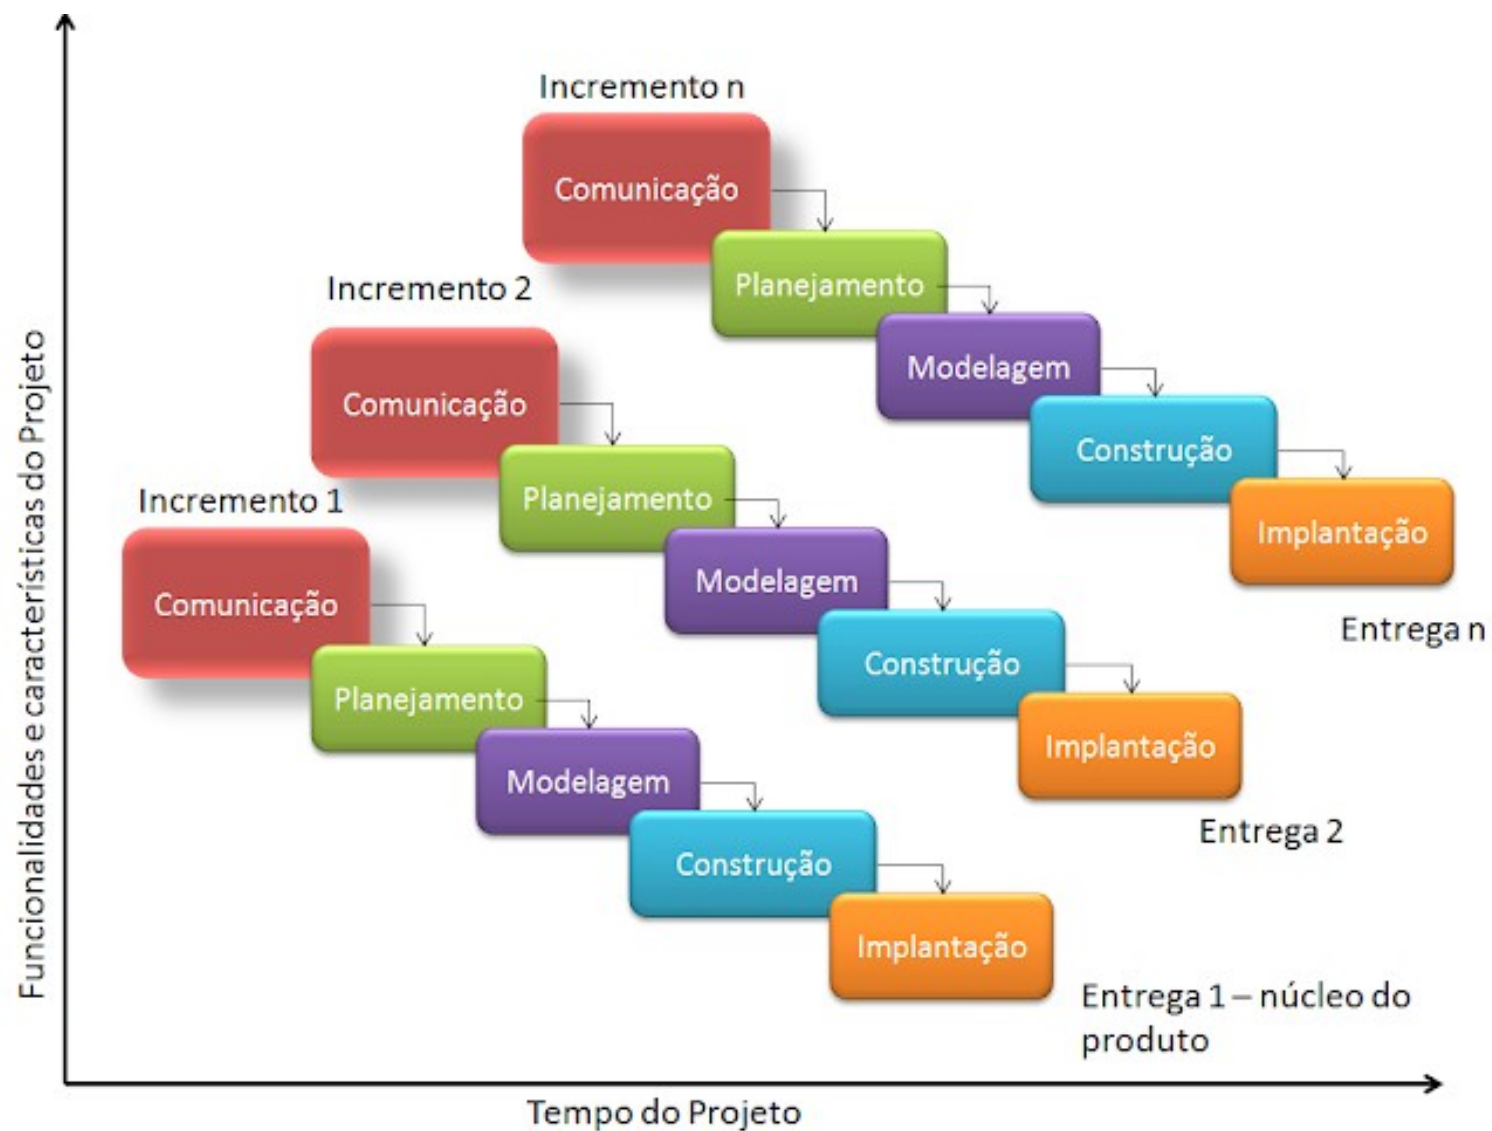 Incremento n
Comunicação
Planejamento
Modelagem
Construção
Implantação
Entrega n
Incremento 2
Comunicação
Planejamento
Modelagem
Construção
Implantação
Entrega 2
Incremento 1
Comunicação
Planejamento
Modelagem
Construção
Implantação
Entrega 1 – núcleo do
produto
Funcionalidades e características do Projeto
Tempo do Projeto